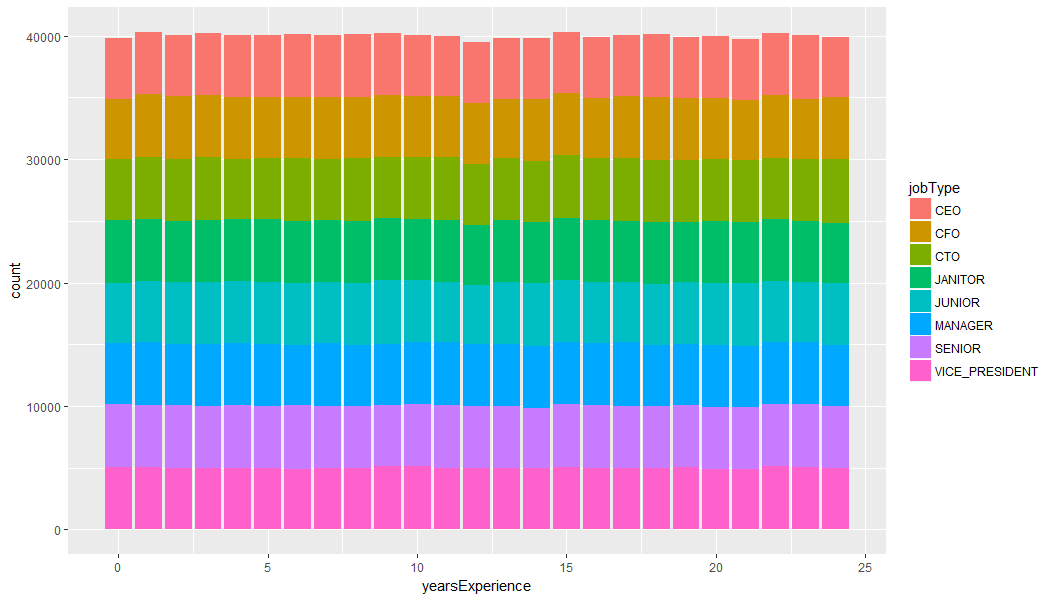 40000
30000
20000
10000
0
count
0 5 10 15 20 25
yearsExperience
jobType
CEO
CFO
CTO
JANITOR
JUNIOR
MANAGER
SENIOR
VICE_PRESIDENT